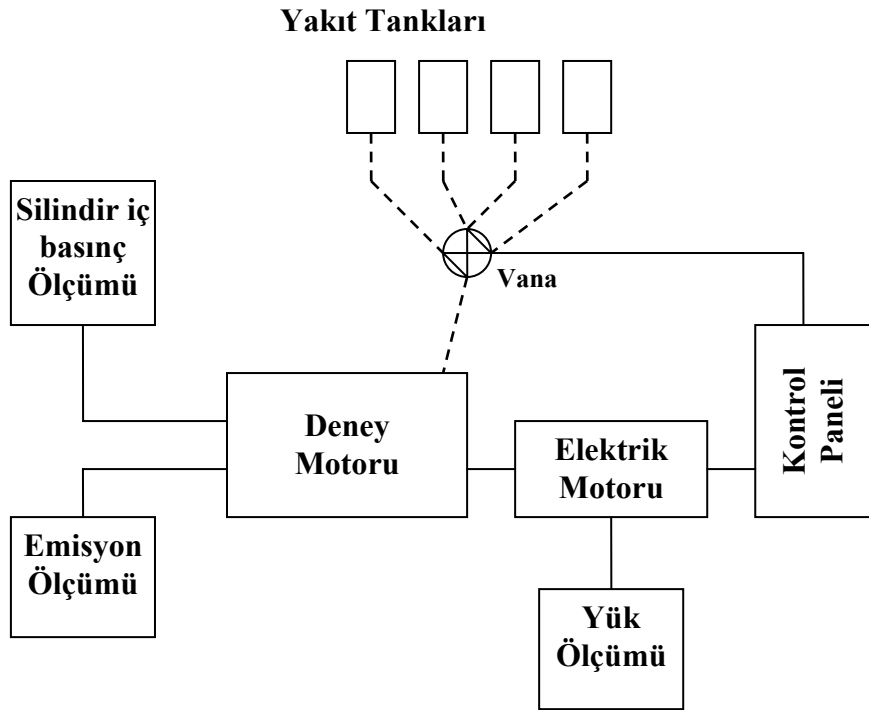 Yakıt Tankları
Silindir iç
basınç
Ölçümü
Vana
Deney
Motoru
Elektrik
Motoru
Kontrol
Paneli
Emisyon
Ölçümü
Yük
Ölçümü